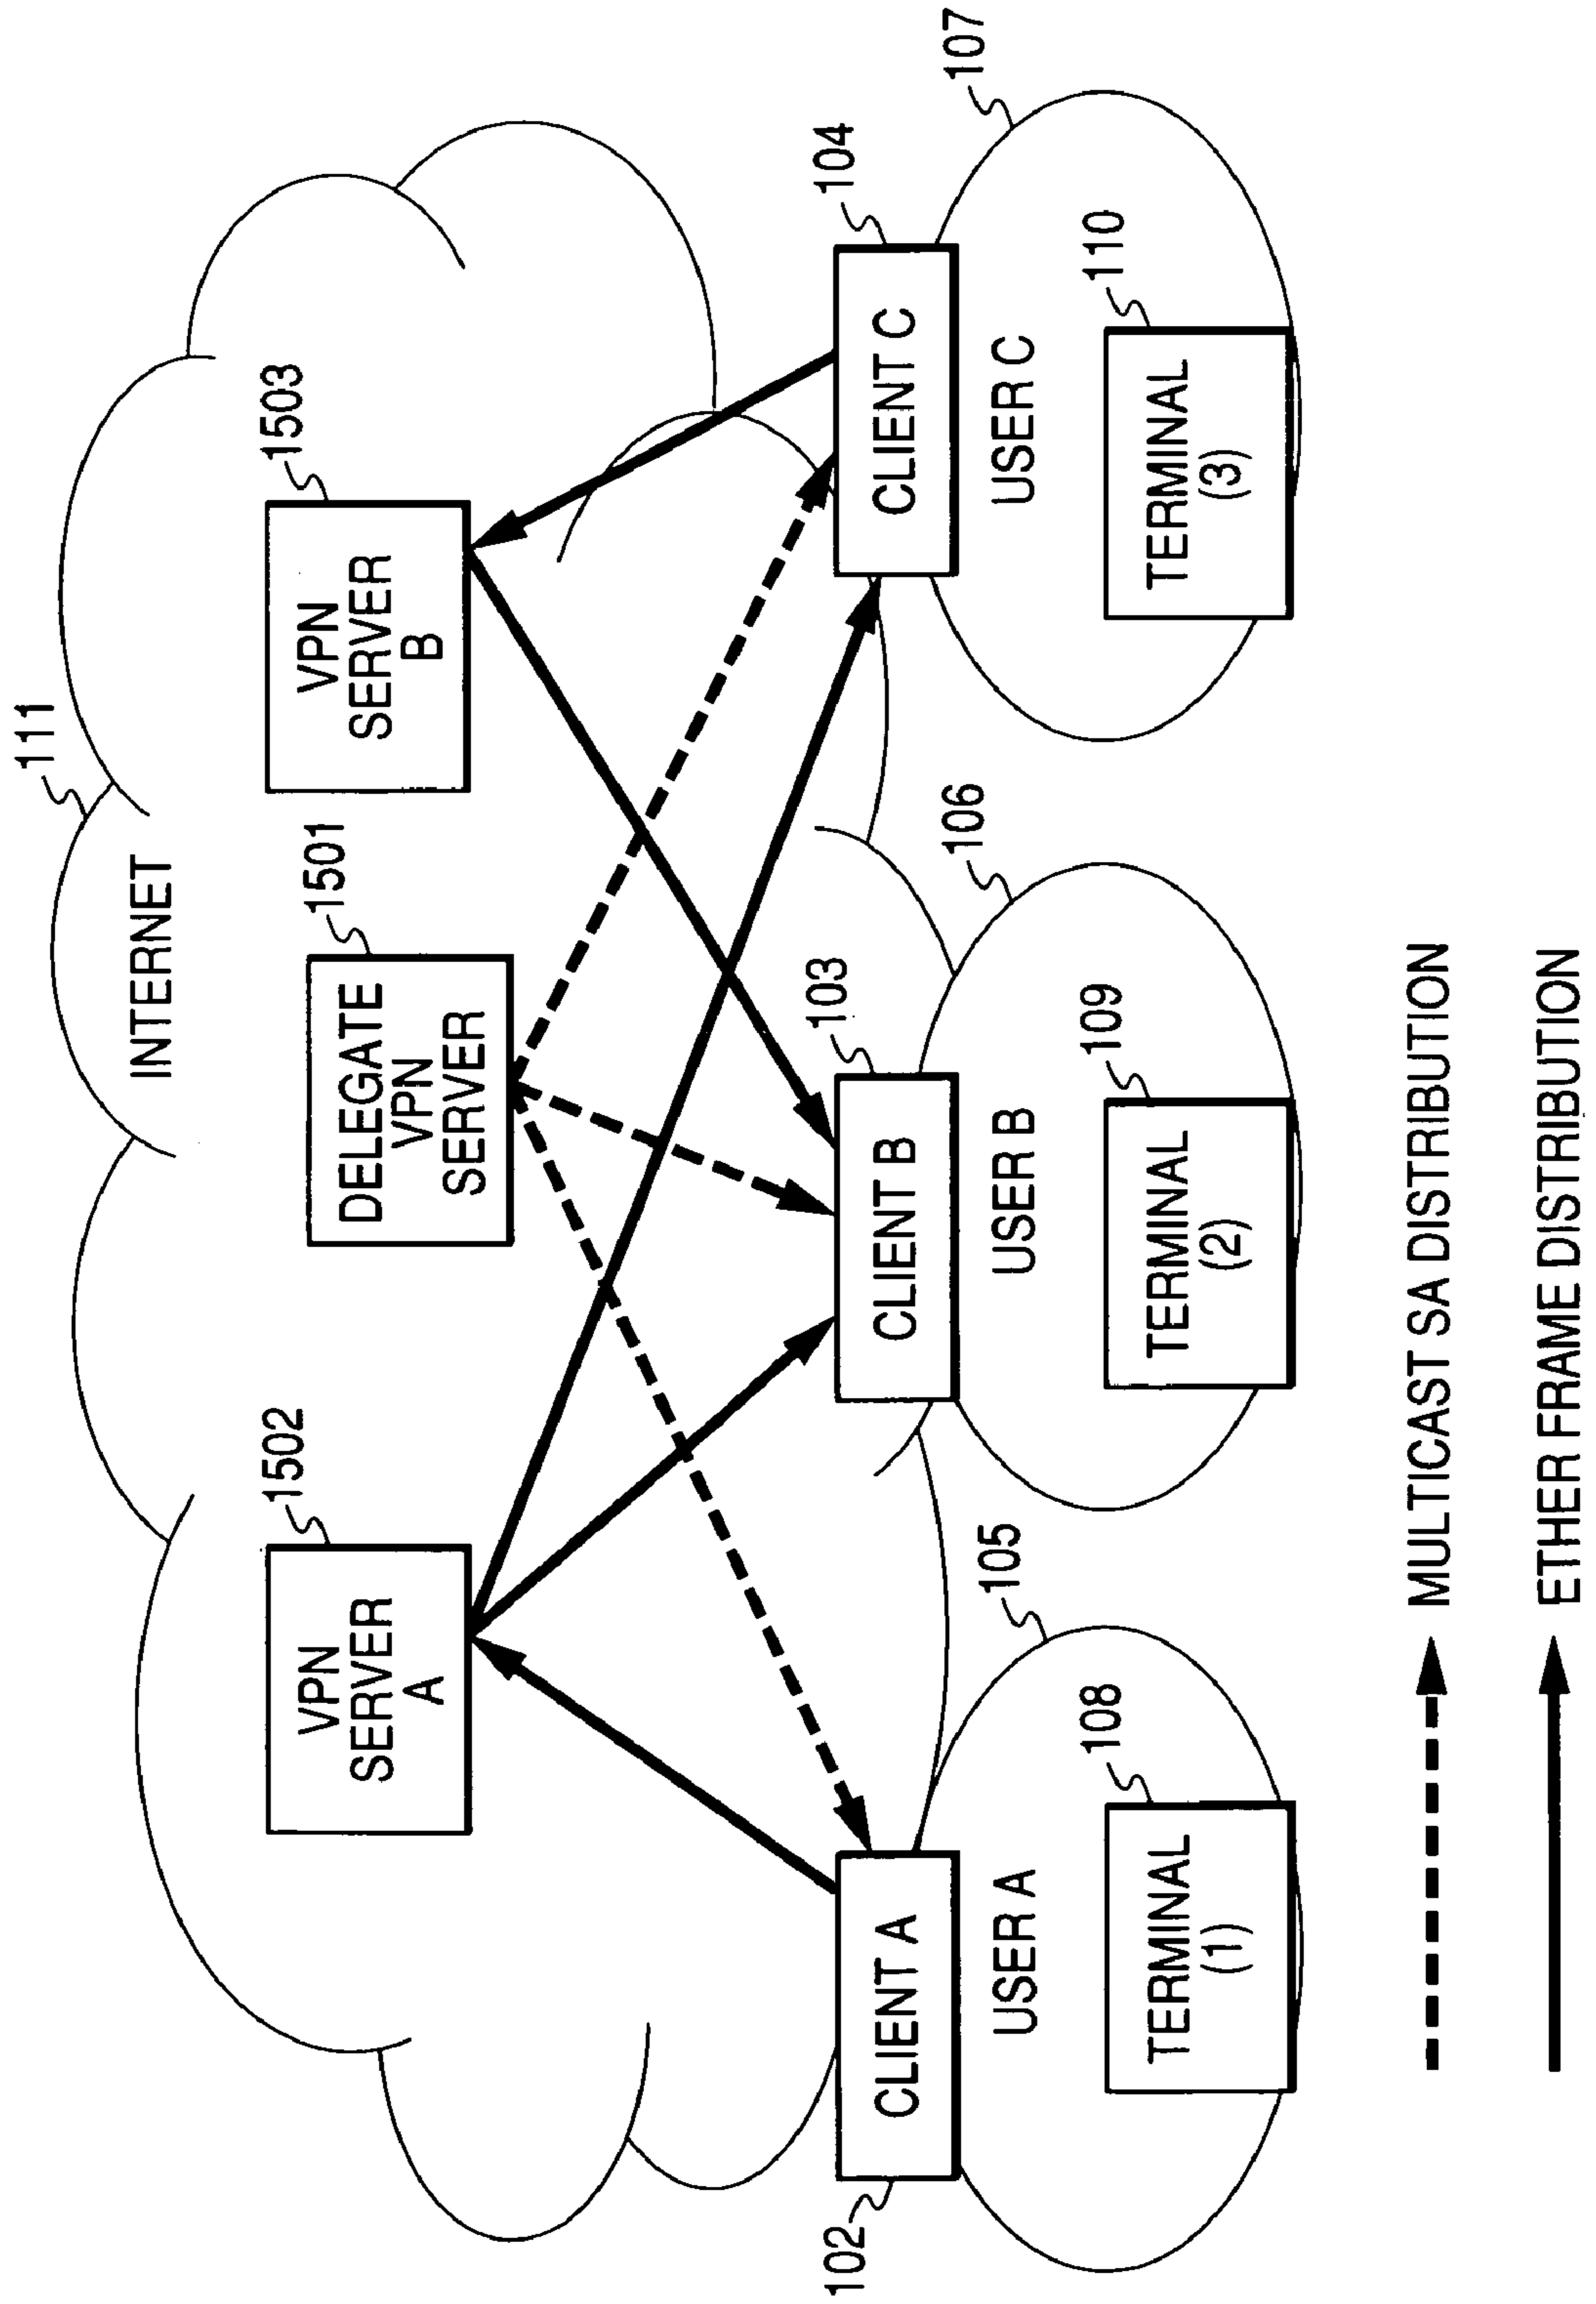 111
INTERNET
1502
VPN
SERVER
A
1501
DELEGATE
VPN
SERVER
1503
VPN
SERVER
B
102
CLIENT A
103
CLIENT B
104
CLIENT C
105
USER A
108
TERMINAL
(1)
106
USER B
109
TERMINAL
(2)
107
USER C
110
TERMINAL
(3)
MULTICAST SA DISTRIBUTION
ETHER FRAME DISTRIBUTION